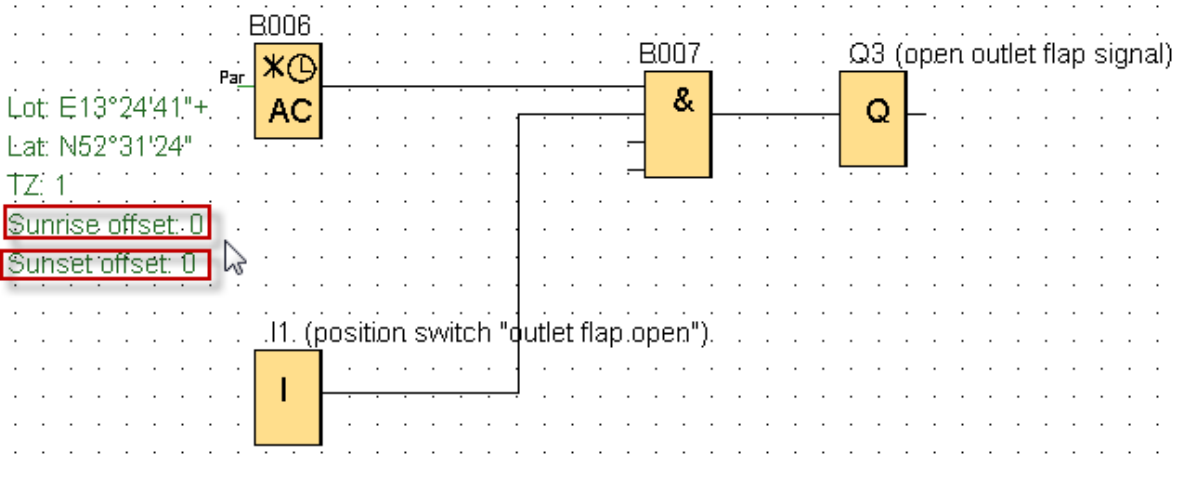 B006
B007
Q3 (open outlet flap signal)
Par
AC
&
Q
Lot: E13°24'41"+
Lat: N52°31'24"
TZ: 1
Sunrise offset: 0
Sunset offset: 0
I1. (position switch "outlet flap open").
I